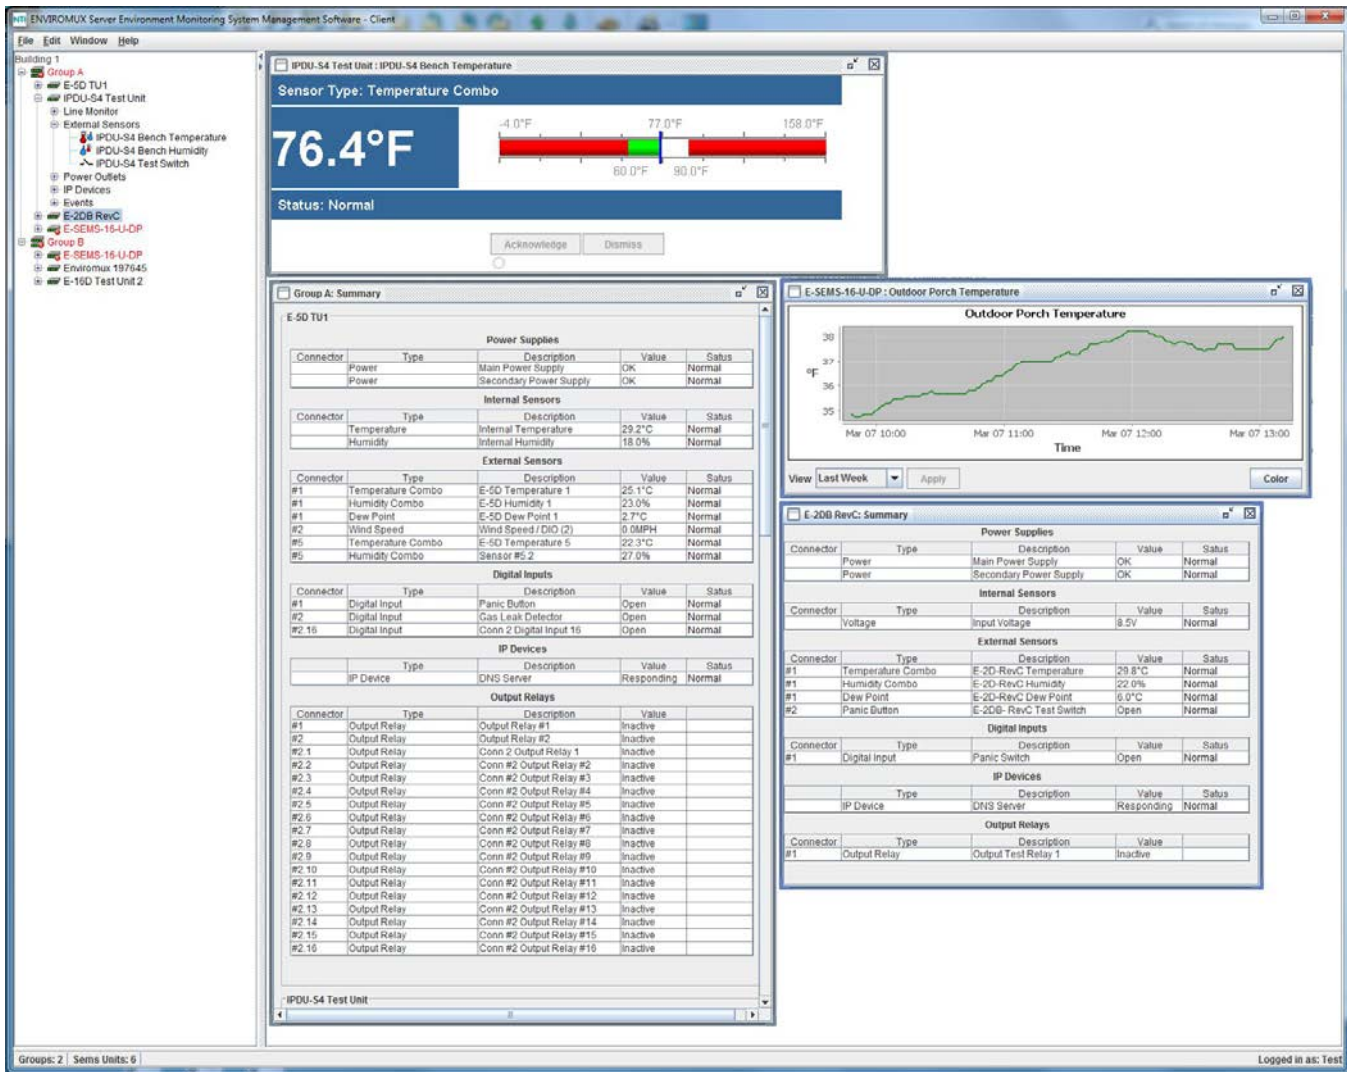 NTI ENVIROMUX Server Environment Monitoring System Management Software - Client
File Edit Window Help
Building 1
Group A
E-5D TU1
IPDU-S4 Test Unit
Line Monitor
External Sensors
IPDU-S4 Bench Temperature
IPDU-S4 Bench Humidity
IPDU-S4 Test Switch
Power Outlets
IP Devices
Events
E-2DB RevC
E-SEMS-16-U-DP
Group B
E-SEMS-16-U-DP
Enviromux 197645
E-16D Test Unit 2
IPDU-S4 Test Unit : IPDU-S4 Bench Temperature
Sensor Type: Temperature Combo
76.4°F
-4.0°F 77.0°F 158.0°F
60.0°F 90.0°F
Status: Normal
Acknowledge Dismiss
Group A: Summary
E-5D TU1
Power Supplies
Connector Type Description Value Satus
Power Main Power Supply OK Normal
Power Secondary Power Supply OK Normal
Internal Sensors
Connector Type Description Value Satus
Temperature Internal Temperature 29.2°C Normal
Humidity Internal Humidity 18.0% Normal
External Sensors
Connector Type Description Value Satus
#1 Temperature Combo E-5D Temperature 1 25.1°C Normal
#1 Humidity Combo E-5D Humidity 1 23.0% Normal
#1 Dew Point E-5D Dew Point 1 2.7°C Normal
#2 Wind Speed Wind Speed / DIO (2) 0.0MPH Normal
#5 Temperature Combo E-5D Temperature 5 22.3°C Normal
#5 Humidity Combo Sensor #5.2 27.0% Normal
Digital Inputs
Connector Type Description Value Satus
#1 Digital Input Panic Button Open Normal
#2 Digital Input Gas Leak Detector Open Normal
#2.16 Digital Input Conn 2 Digital Input 16 Open Normal
IP Devices
Type Description Value Satus
IP Device DNS Server Responding Normal
Output Relays
Connector Type Description Value
#1 Output Relay Output Relay #1 Inactive
#2 Output Relay Output Relay #2 Inactive
#2.1 Output Relay Conn 2 Output Relay 1 Inactive
#2.2 Output Relay Conn #2 Output Relay #2 Inactive
#2.3 Output Relay Conn #2 Output Relay #3 Inactive
#2.4 Output Relay Conn #2 Output Relay #4 Inactive
#2.5 Output Relay Conn #2 Output Relay #5 Inactive
#2.6 Output Relay Conn #2 Output Relay #6 Inactive
#2.7 Output Relay Conn #2 Output Relay #7 Inactive
#2.8 Output Relay Conn #2 Output Relay #8 Inactive
#2.9 Output Relay Conn #2 Output Relay #9 Inactive
#2.10 Output Relay Conn #2 Output Relay #10 Inactive
#2.11 Output Relay Conn #2 Output Relay #11 Inactive
#2.12 Output Relay Conn #2 Output Relay #12 Inactive
#2.13 Output Relay Conn #2 Output Relay #13 Inactive
#2.14 Output Relay Conn #2 Output Relay #14 Inactive
#2.15 Output Relay Conn #2 Output Relay #15 Inactive
#2.16 Output Relay Conn #2 Output Relay #16 Inactive
IPDU-S4 Test Unit
E-SEMS-16-U-DP : Outdoor Porch Temperature
Outdoor Porch Temperature
38
37
°F
36
35
Mar 07 10:00 Mar 07 11:00 Mar 07 12:00 Mar 07 13:00
Time
View Last Week Apply Color
E-2DB RevC: Summary
Power Supplies
Connector Type Description Value Satus
Power Main Power Supply OK Normal
Power Secondary Power Supply OK Normal
Internal Sensors
Connector Type Description Value Satus
Voltage Input Voltage 8.5V Normal
External Sensors
Connector Type Description Value Satus
#1 Temperature Combo E-2D-RevC Temperature 29.8°C Normal
#1 Humidity Combo E-2D-RevC Humidity 22.0% Normal
#1 Dew Point E-2D-RevC Dew Point 6.0°C Normal
#2 Panic Button E-2DB- RevC Test Switch Open Normal
Digital Inputs
Connector Type Description Value Satus
#1 Digital Input Panic Switch Open Normal
IP Devices
Type Description Value Satus
IP Device DNS Server Responding Normal
Output Relays
Connector Type Description Value
#1 Output Relay Output Test Relay 1 Inactive
Groups: 2 Sems Units: 6 Logged in as: Test